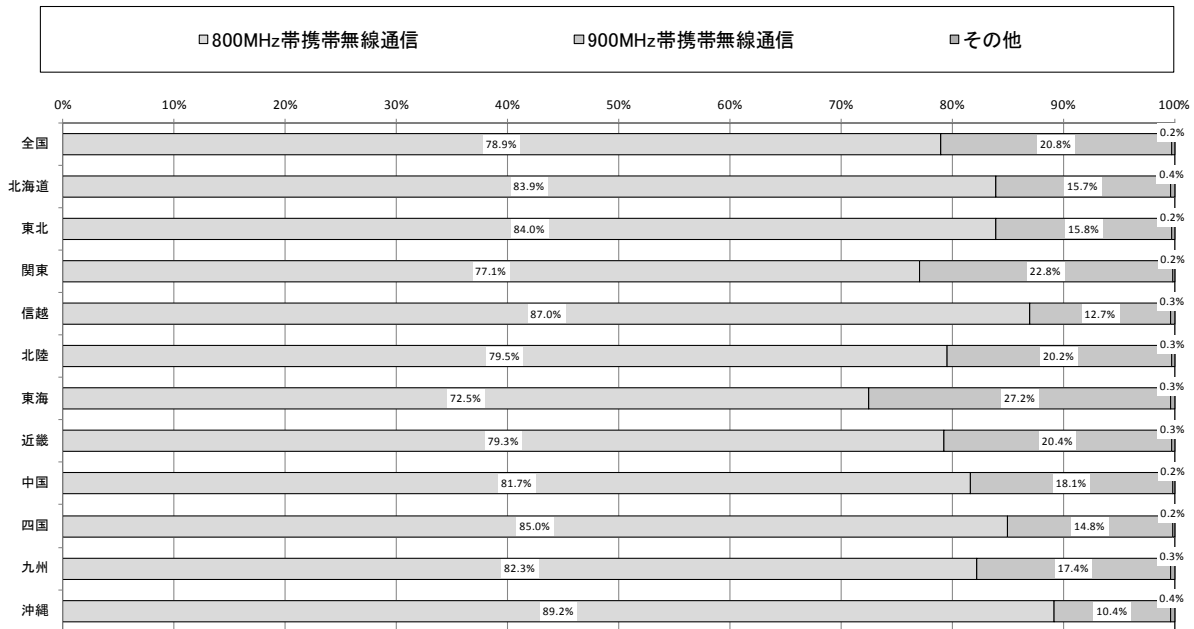 □800MHz帯携帯無線通信 □900MHz帯携帯無線通信 □その他
0% 10% 20% 30% 40% 50% 60% 70% 80% 90% 100%
全国 78.9% 20.8% 0.2%
北海道 83.9% 15.7% 0.4%
東北 84.0% 15.8% 0.2%
関東 77.1% 22.8% 0.2%
信越 87.0% 12.7% 0.3%
北陸 79.5% 20.2% 0.3%
東海 72.5% 27.2% 0.3%
近畿 79.3% 20.4% 0.3%
中国 81.7% 18.1% 0.2%
四国 85.0% 14.8% 0.2%
九州 82.3% 17.4% 0.3%
沖縄 89.2% 10.4% 0.4%